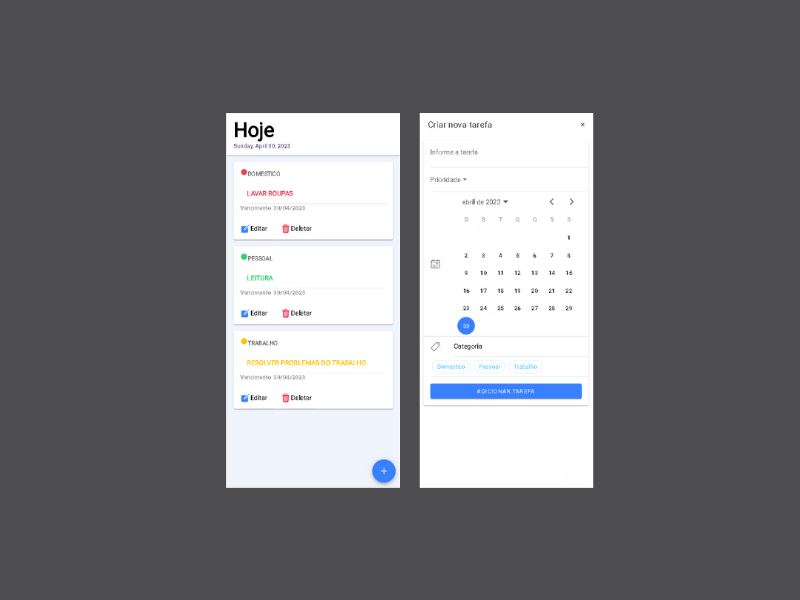 Hoje
Sunday, April 30, 2023
DOMESTICO
LAVAR ROUPAS
Vencimento: 30/04/2023
Editar Deletar
PESSOAL
LEITURA
Vencimento: 30/04/2023
Editar Deletar
TRABALHO
RESOLVER PROBLEMAS DO TRABALHO
Vencimento: 30/04/2023
Editar Deletar
+
Criar nova tarefa ×
Informe a tarefa
Prioridade
abril de 2023
D S T Q Q S S
1
2 3 4 5 6 7 8
9 10 11 12 13 14 15
16 17 18 19 20 21 22
23 24 25 26 27 28 29
30
Categoria
Domestico Pessoal Trabalho
ADICIONAR TAREFA